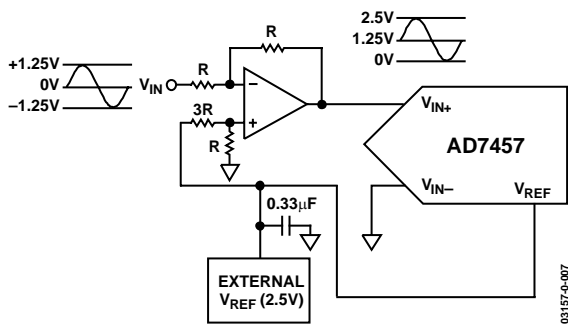 +1.25V
0V
–1.25V
VIN
R
R
3R
R
–
+
2.5V
1.25V
0V
VIN+
AD7457
VIN–
VREF
0.33µF
EXTERNAL
VREF (2.5V)
03157-0-007